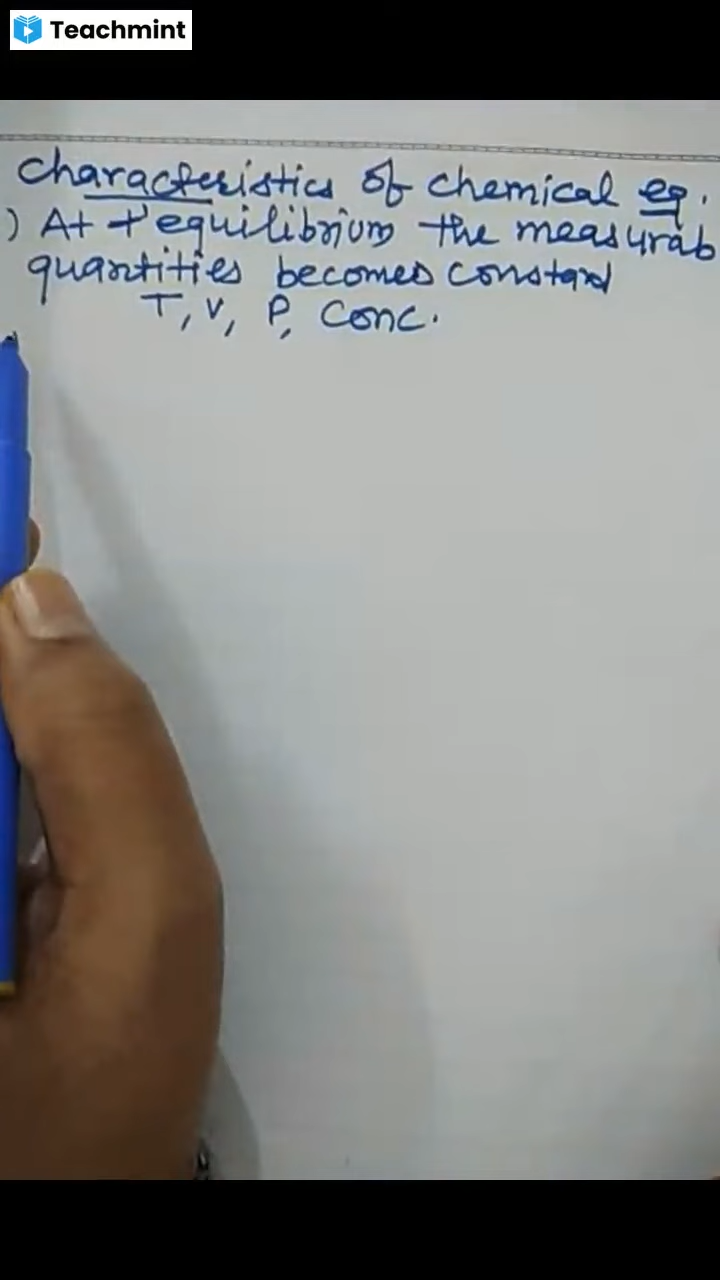 Teachmint
Characteristics of chemical eq.
) At equilibrium the measurab
quantities becomes constant
T, V, P, Conc.